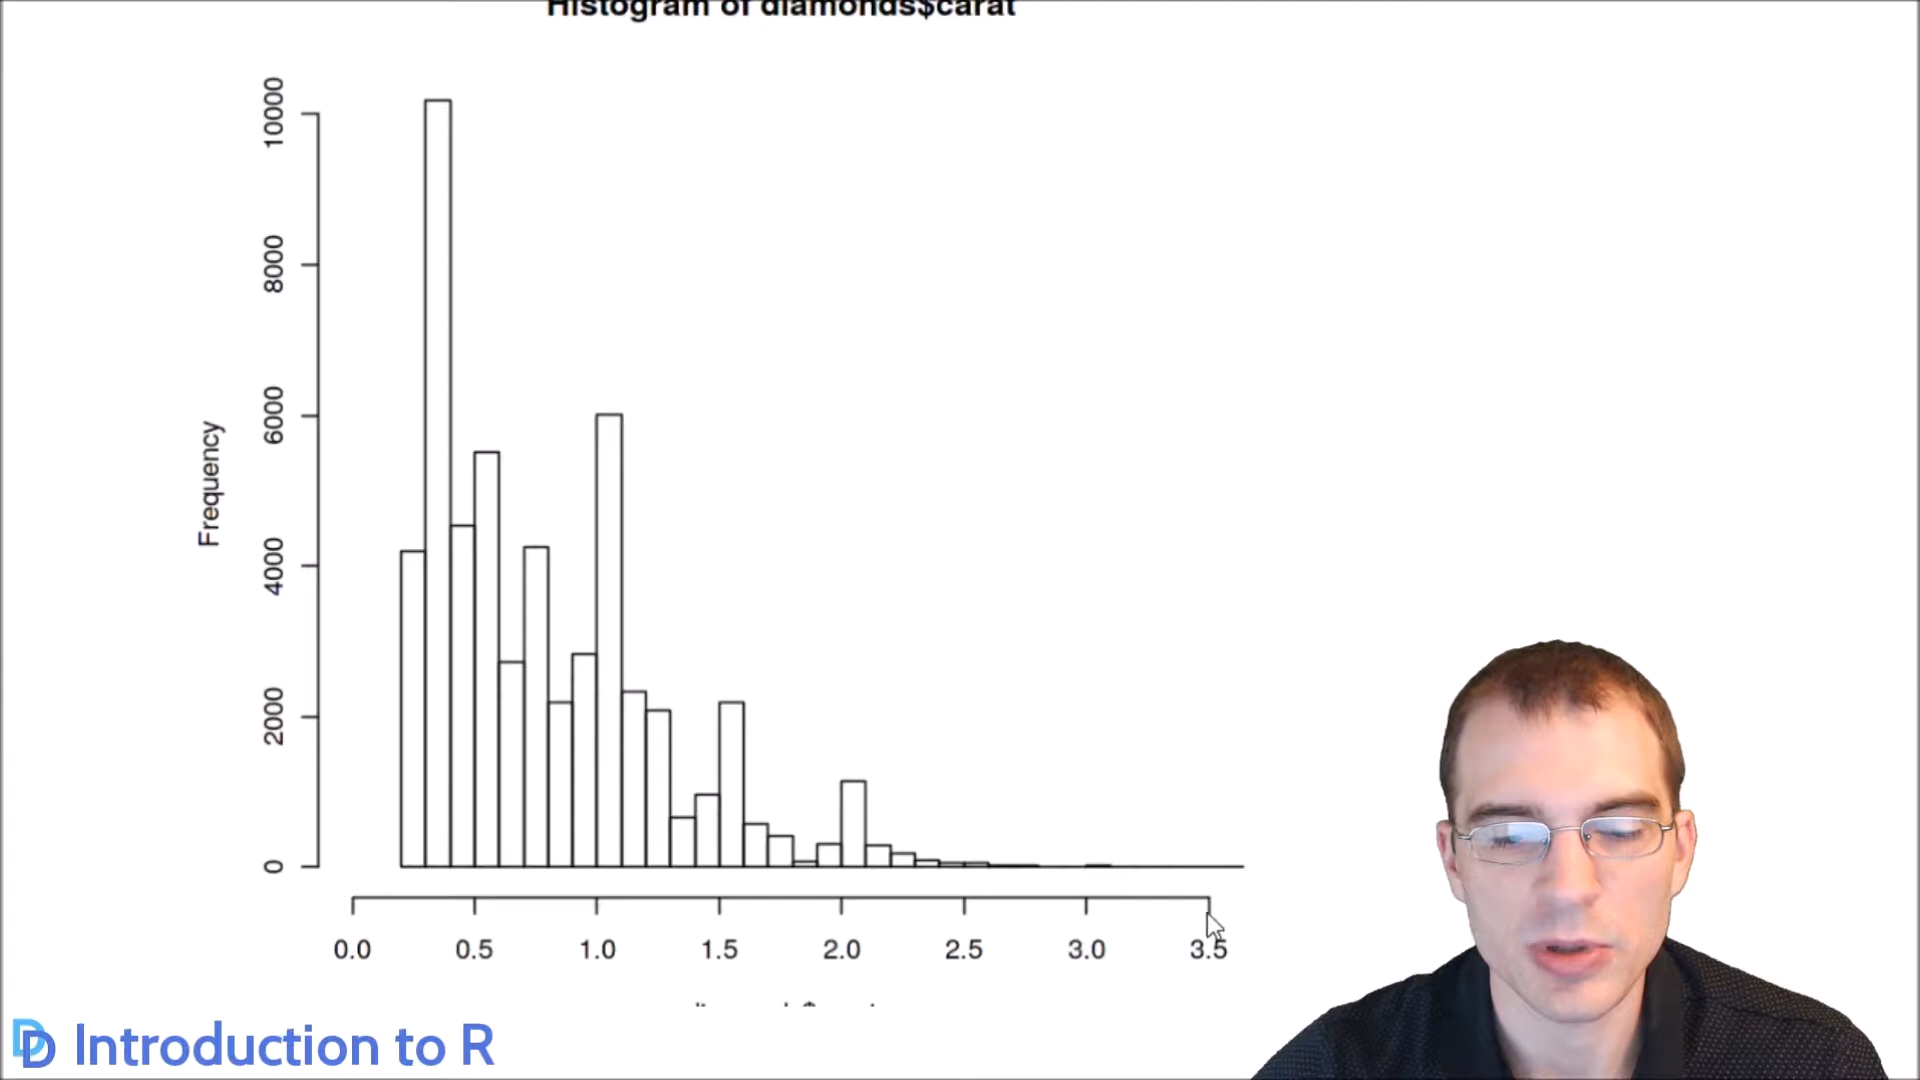 Histogram of diamonds$carat
10000
8000
6000
4000
2000
0
Frequency
0.0 0.5 1.0 1.5 2.0 2.5 3.0 3.5
Introduction to R